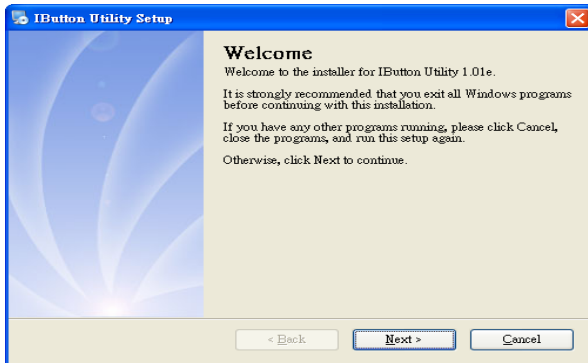 IButton Utility Setup
Welcome
Welcome to the installer for IButton Utility 1.01e.
It is strongly recommended that you exit all Windows programs
before continuing with this installation.
If you have any other programs running, please click Cancel,
close the programs, and run this setup again.
Otherwise, click Next to continue.
< Back
Next >
Cancel